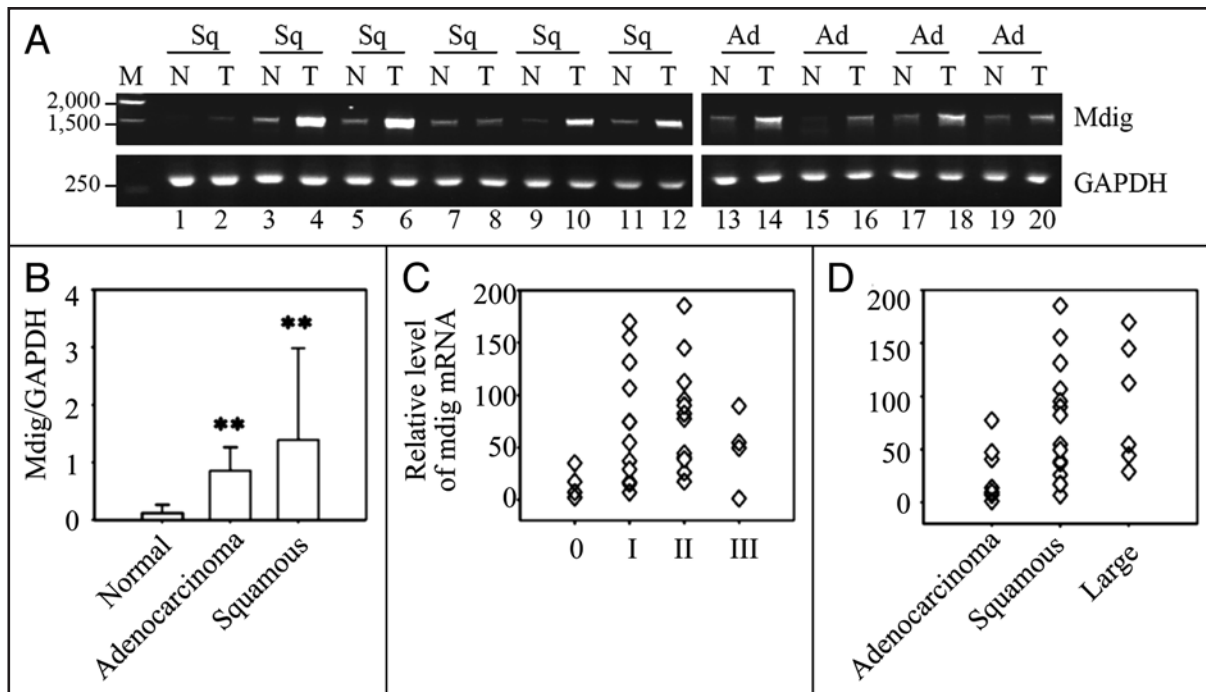 A
Sq Sq Sq Sq Sq Sq Ad Ad Ad Ad
M N T N T N T N T N T N T N T N T N T N T
2,000
1,500
Mdig
250
GAPDH
1 2 3 4 5 6 7 8 9 10 11 12 13 14 15 16 17 18 19 20
B
Mdig/GAPDH
4
3
2
1
0
** **
Normal
Adenocarcinoma
Squamous
C
Relative level
of mdig mRNA
200
150
100
50
0
0 I II III
D
200
150
100
50
0
Adenocarcinoma
Squamous
Large